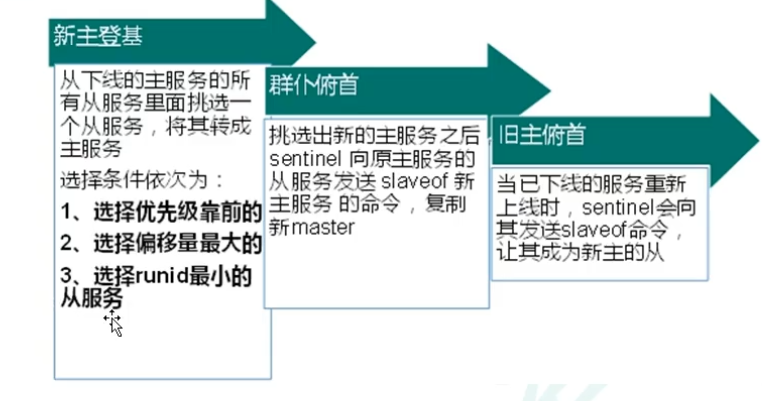 新主登基
从下线的主服务的所
有从服务里面挑选一
个从服务，将其转成
主服务
选择条件依次为：
1、选择优先级靠前的
2、选择偏移量最大的
3、选择runid最小的
从服务
群仆俯首
挑选出新的主服务之后，
sentinel 向原主服务的
从服务发送 slaveof 新
主服务 的命令，复制
新master
旧主俯首
当已下线的服务重新
上线时，sentinel会向
其发送slaveof命令，
让其成为新主的从